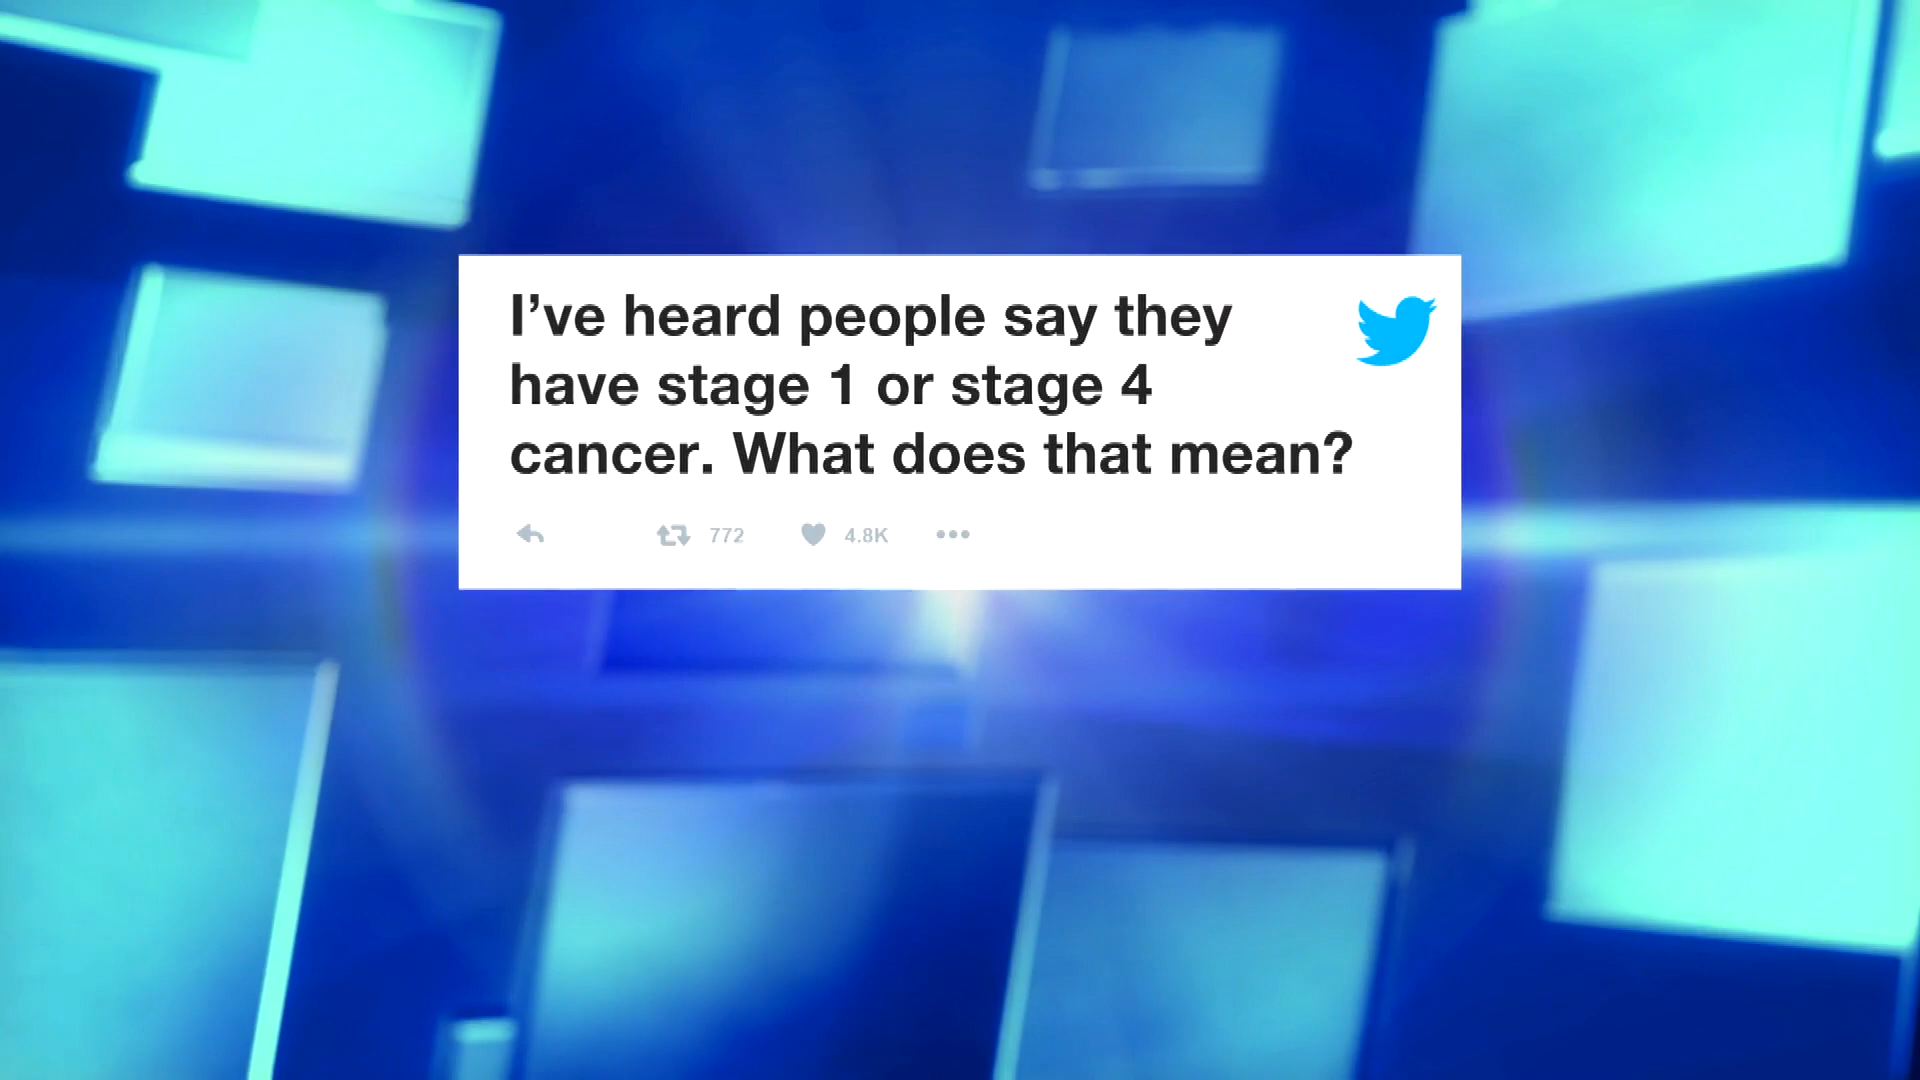 I’ve heard people say they
have stage 1 or stage 4
cancer. What does that mean?
772 4.8K